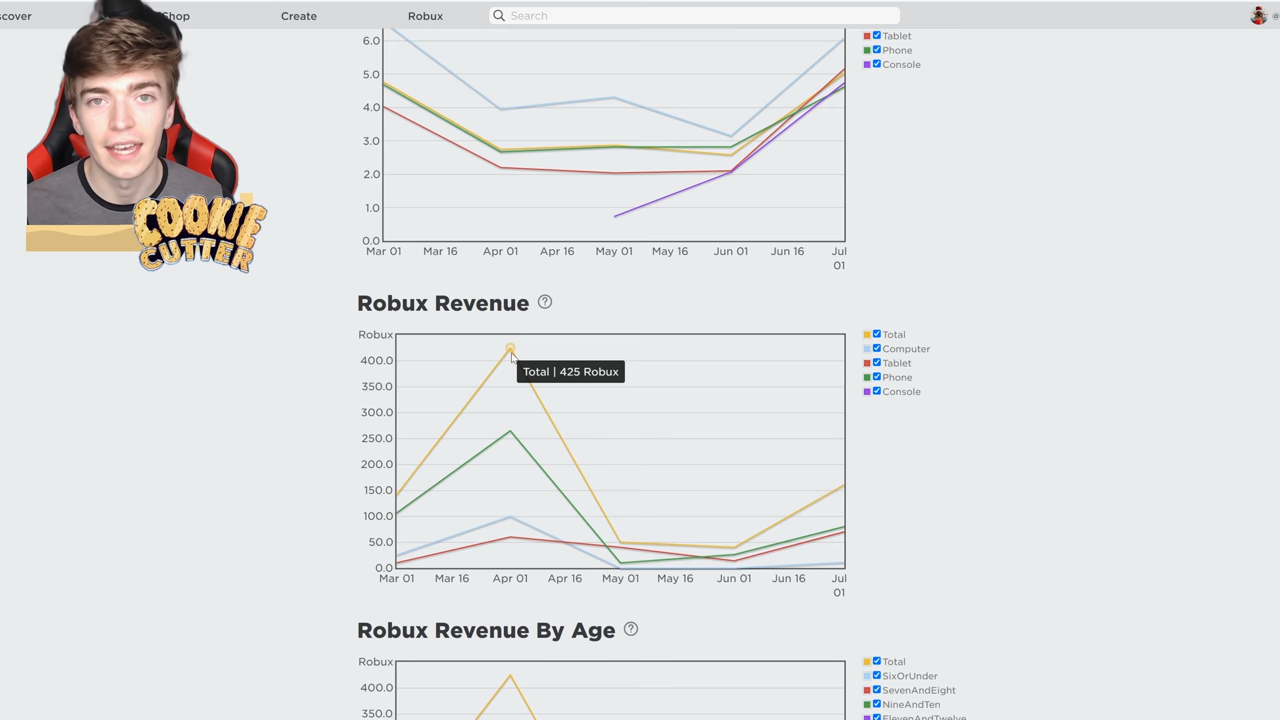 scover Shop Create Robux Search @
6.0
5.0
4.0
3.0
2.0
1.0
0.0
Mar 01 Mar 16 Apr 01 Apr 16 May 01 May 16 Jun 01 Jun 16 Jul 01
Tablet
Phone
Console
COOKIE
CUTTER
Robux Revenue ?
Robux
400.0
350.0
300.0
250.0
200.0
150.0
100.0
50.0
0.0
Total | 425 Robux
Mar 01 Mar 16 Apr 01 Apr 16 May 01 May 16 Jun 01 Jun 16 Jul 01
Total
Computer
Tablet
Phone
Console
Robux Revenue By Age ?
Robux
400.0
350.0
Total
SixOrUnder
SevenAndEight
NineAndTen
ElevenAndTwelve